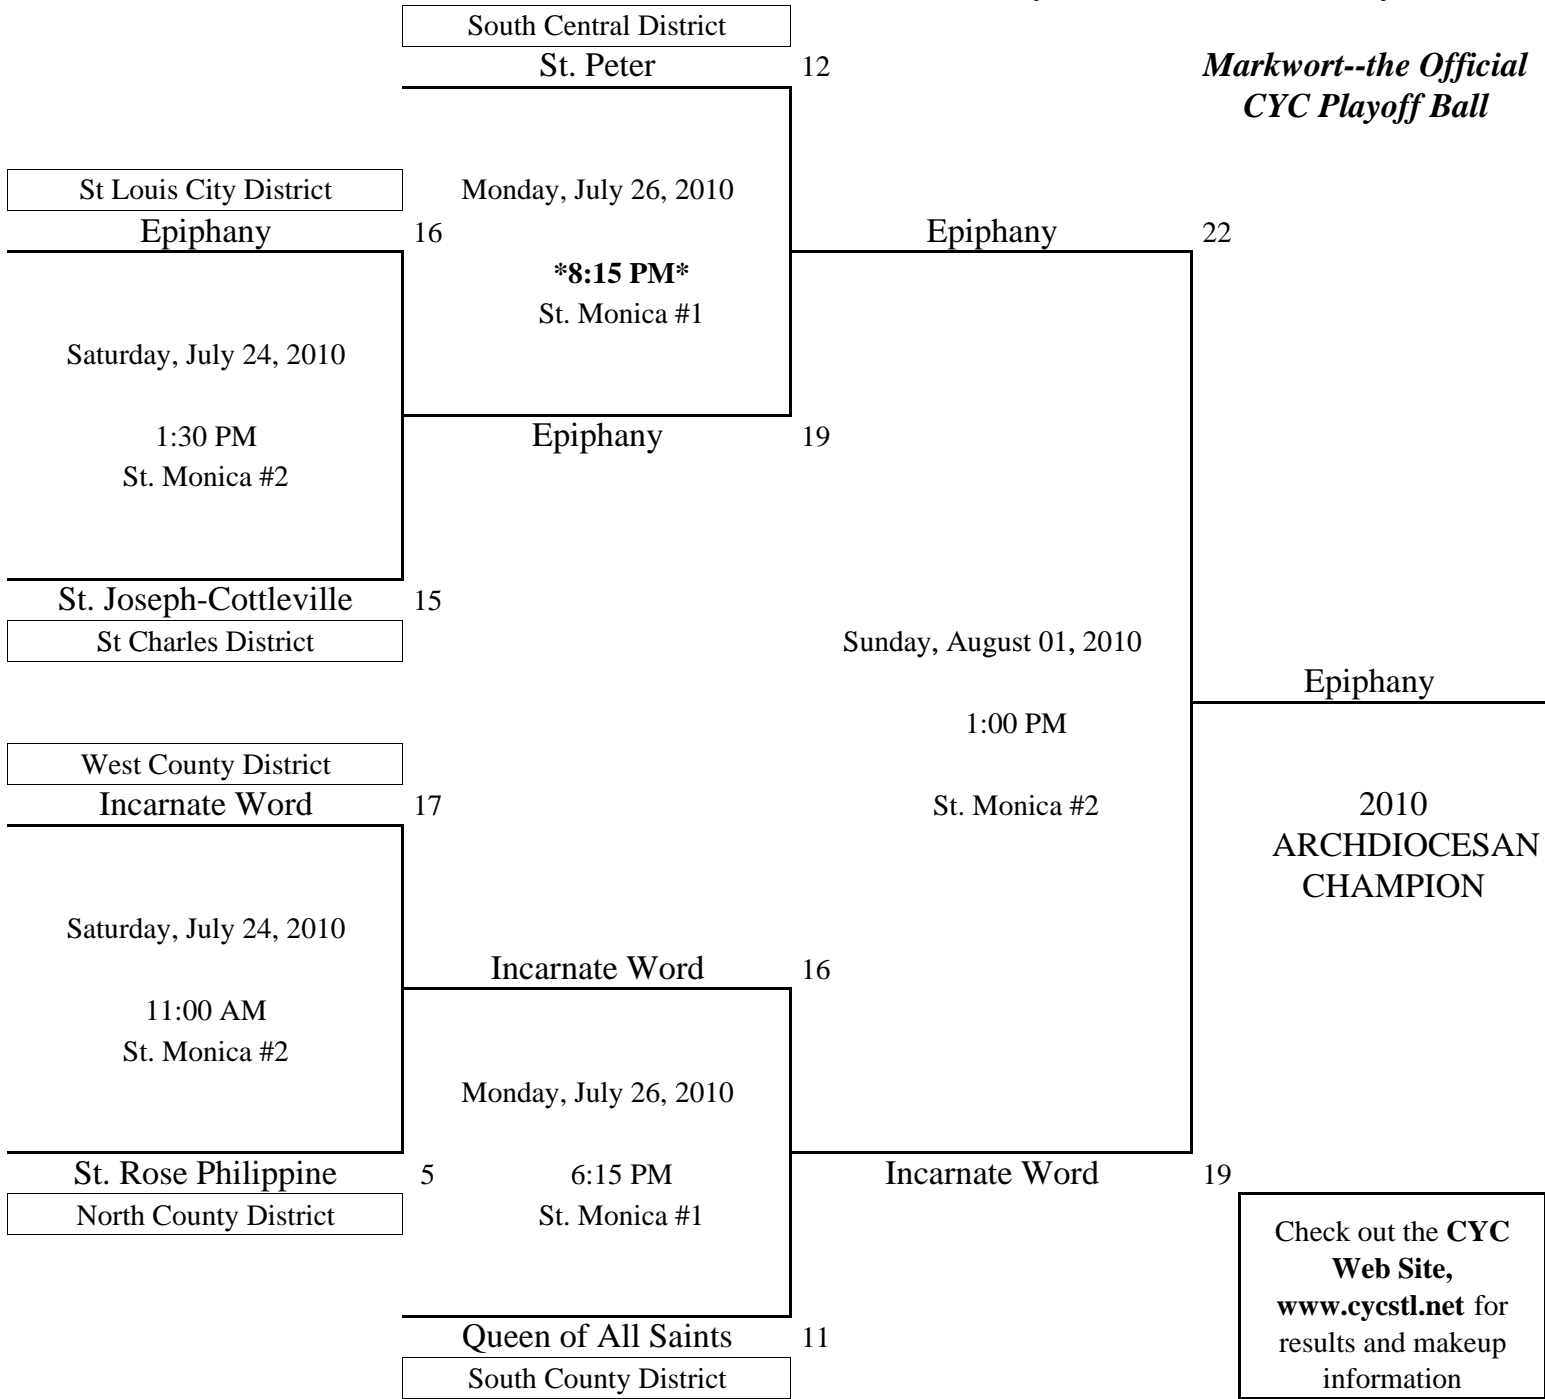 South Central District
St. Peter 12
Markwort--the Official
CYC Playoff Ball
St Louis City District
Epiphany 16
Monday, July 26, 2010
*8:15 PM*
St. Monica #1
Epiphany 22
Saturday, July 24, 2010
1:30 PM
St. Monica #2
Epiphany 19
St. Joseph-Cottleville 15
St Charles District
Sunday, August 01, 2010
1:00 PM
St. Monica #2
Epiphany
2010
ARCHDIOCESAN
CHAMPION
West County District
Incarnate Word 17
Saturday, July 24, 2010
11:00 AM
St. Monica #2
Incarnate Word 16
Monday, July 26, 2010
6:15 PM
St. Monica #1
St. Rose Philippine 5
North County District
Incarnate Word 19
Queen of All Saints 11
South County District
Check out the CYC
Web Site,
www.cycstl.net for
results and makeup
information